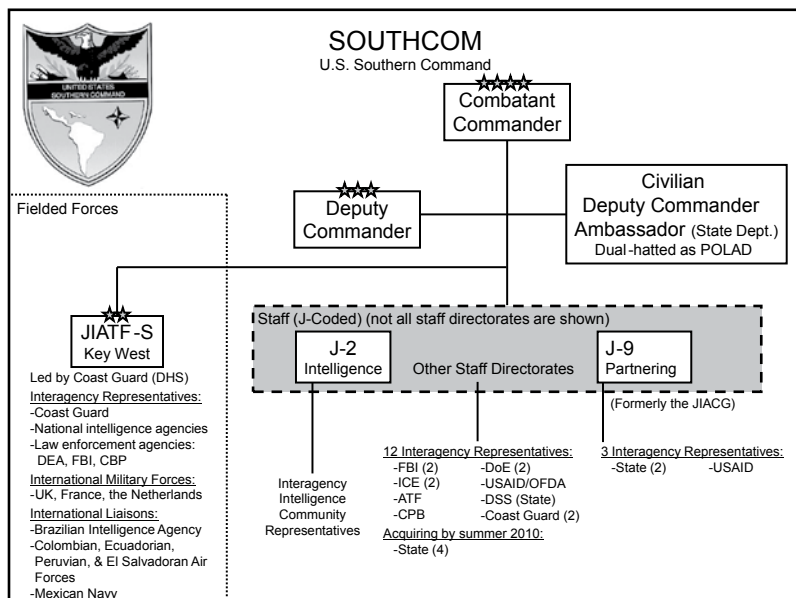 UNITED STATES
SOUTHERN COMMAND
SOUTHCOM
U.S. Southern Command
Combatant
Commander
Deputy
Commander
Civilian
Deputy Commander
Ambassador (State Dept.)
Dual-hatted as POLAD
Fielded Forces
JIATF-S
Key West
Led by Coast Guard (DHS)
Interagency Representatives:
-Coast Guard
-National intelligence agencies
-Law enforcement agencies:
DEA, FBI, CBP
International Military Forces:
-UK, France, the Netherlands
International Liaisons:
-Brazilian Intelligence Agency
-Colombian, Ecuadorian,
Peruvian, & El Salvadoran Air
Forces
-Mexican Navy
Staff (J-Coded) (not all staff directorates are shown)
J-2
Intelligence
Other Staff Directorates
J-9
Partnering
(Formerly the JIACG)
Interagency
Intelligence
Community
Representatives
12 Interagency Representatives:
-FBI (2) -DoE (2)
-ICE (2) -USAID/OFDA
-ATF -DSS (State)
-CPB -Coast Guard (2)
Acquiring by summer 2010:
-State (4)
3 Interagency Representatives:
-State (2) -USAID